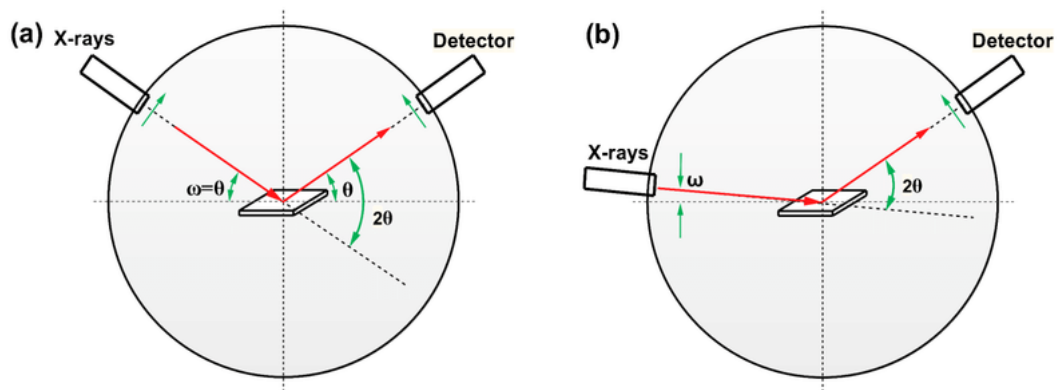 (a)
X-rays
Detector
ω=θ
θ
2θ
(b)
Detector
X-rays
ω
2θ